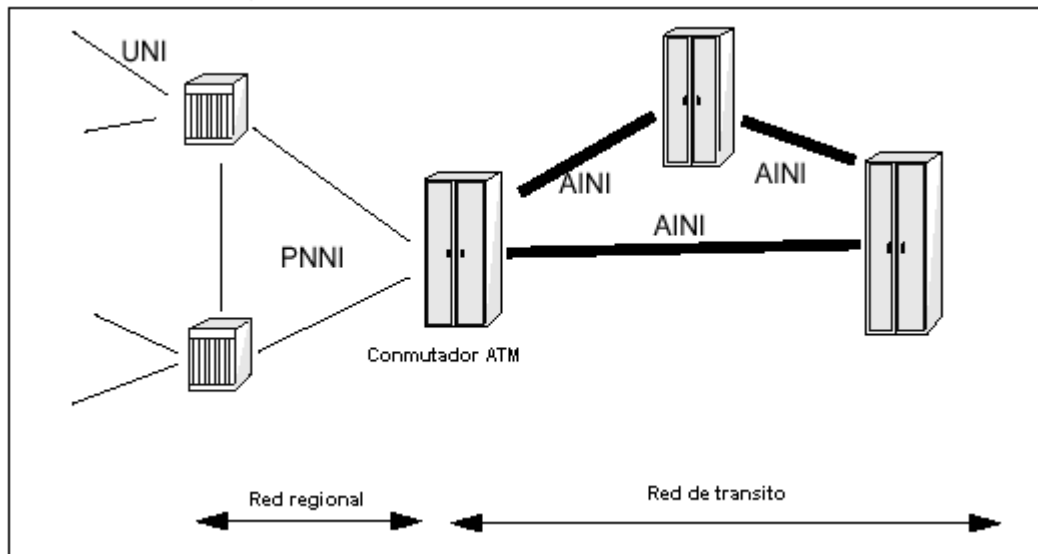 UNI
AINI
AINI
AINI
PNNI
Conmutador ATM
Red regional
Red de transito